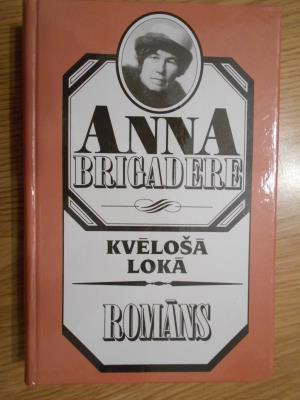 ANNA
BRIGADERE
KVĒLOŠĀ
LOKĀ
ROMĀNS